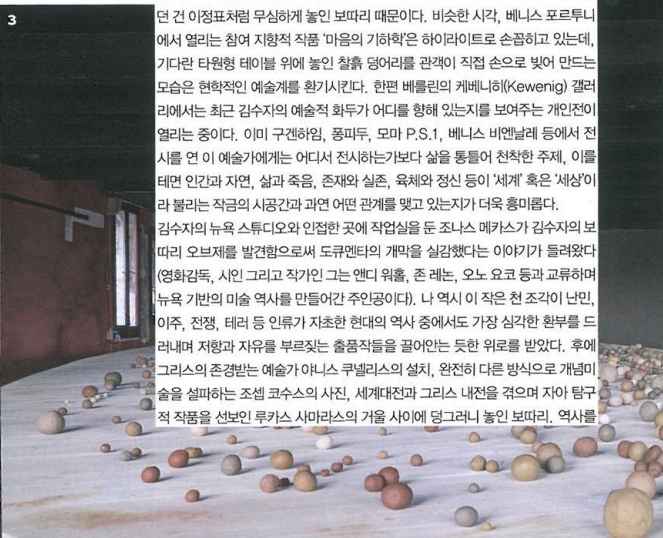 3
던 건 이정표처럼 무심하게 놓인 보따리 때문이다. 비슷한 시각, 베니스 포르투니
에서 열리는 참여 지향적 작품 ‘마음의 기하학’은 하이라이트로 손꼽히고 있는데,
기다란 타원형 테이블 위에 놓인 찰흙 덩어리를 관객이 직접 손으로 빚어 만드는
모습은 현학적인 예술계를 환기시킨다. 한편 베를린의 케베니히(Kewenig) 갤러
리에서는 최근 김수자의 예술적 화두가 어디를 향해 있는지를 보여주는 개인전이
열리는 중이다. 이미 구겐하임, 퐁피두, 모마 P.S.1, 베니스 비엔날레 등에서 전
시를 연 이 예술가에게는 어디서 전시하는가보다 삶을 통틀어 천착한 주제, 이를
테면 인간과 자연, 삶과 죽음, 존재와 실존, 육체와 정신 등이 ‘세계’ 혹은 ‘세상’이
라 불리는 작금의 시공간과 과연 어떤 관계를 맺고 있는지가 더욱 흥미롭다.
김수자의 뉴욕 스튜디오와 인접한 곳에 작업실을 둔 조나스 메카스가 김수자의 보
따리 오브제를 발견함으로써 도큐멘타의 개막을 실감했다는 이야기가 들려왔다
(영화감독, 시인 그리고 작가인 그는 앤디 워홀, 존 레논, 오노 요코 등과 교류하며
뉴욕 기반의 미술 역사를 만들어간 주인공이다). 나 역시 이 작은 천 조각이 난민,
이주, 전쟁, 테러 등 인류가 자초한 현대의 역사 중에서도 가장 심각한 환부를 드
러내며 저항과 자유를 부르짖는 출품작들을 끌어안는 듯한 위로를 받았다. 후에
그리스의 존경받는 예술가 야니스 쿠넬리스의 설치, 완전히 다른 방식으로 개념미
술을 설파하는 조셉 코수스의 사진, 세계대전과 그리스 내전을 겪으며 자아 탐구
적 작품을 선보인 루카스 사마라스의 거울 사이에 덩그러니 놓인 보따리. 역사를